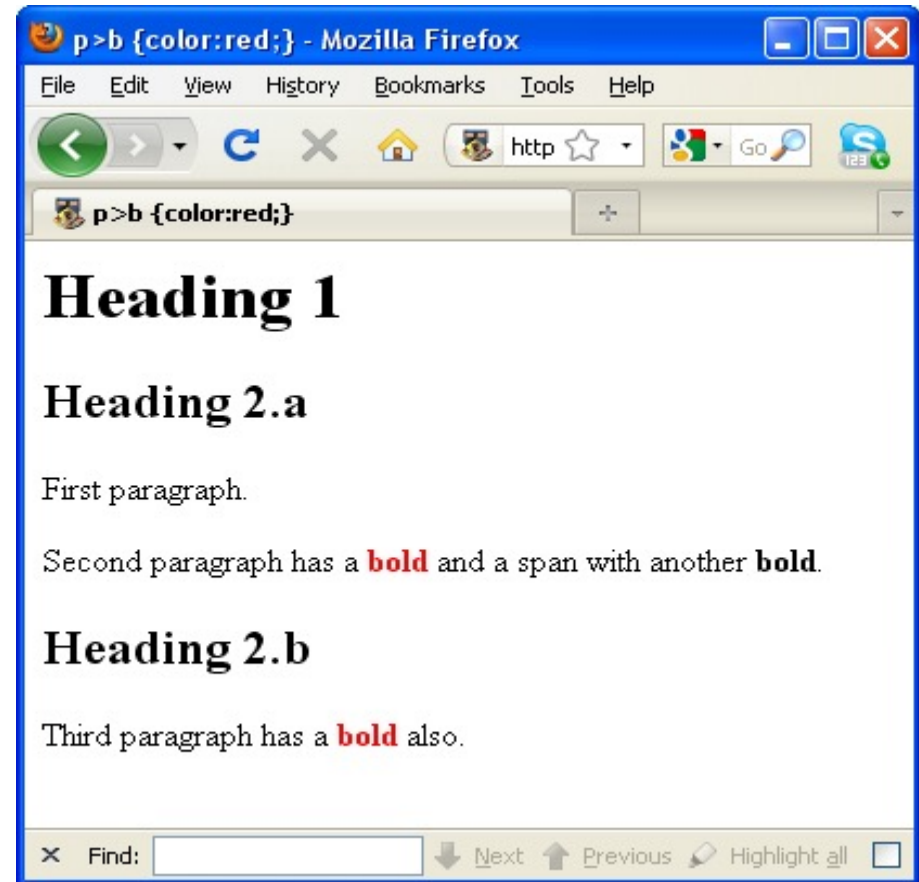 p>b {color:red;} - Mozilla Firefox
File Edit View History Bookmarks Tools Help
http Go 123
p>b {color:red;}
Heading 1
Heading 2.a
First paragraph.
Second paragraph has a bold and a span with another bold.
Heading 2.b
Third paragraph has a bold also.
Find: Next Previous Highlight all